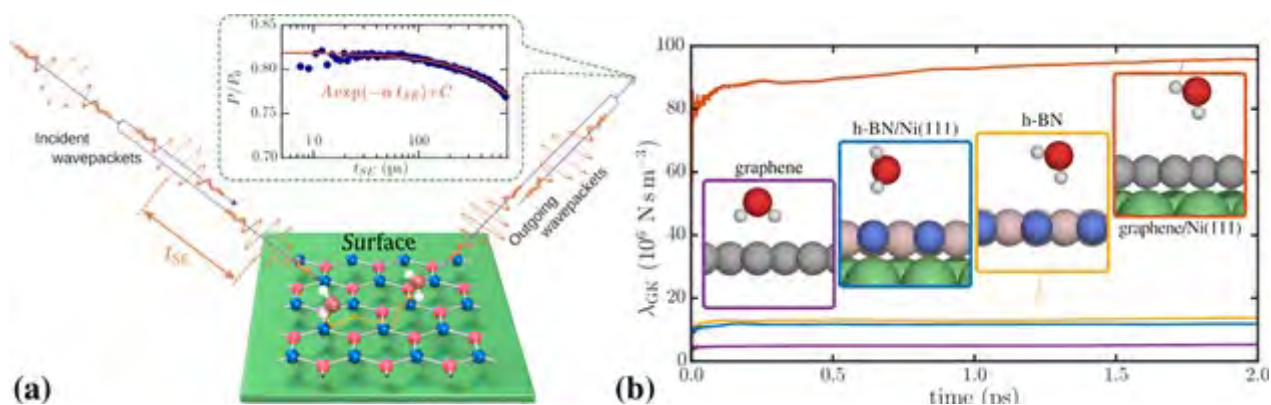 (a)
Incident
wavepackets
t_SE
0.85
0.80
0.75
0.70
P/P₀
A exp(−α t_SE)+C
10
100
t_SE (ps)
Outgoing
wavepackets
Surface
(b)
100
80
60
40
20
0
λ_GK (10⁶ N s m⁻³)
graphene
h-BN/Ni(111)
h-BN
graphene/Ni(111)
0.0
0.5
1.0
1.5
2.0
time (ps)